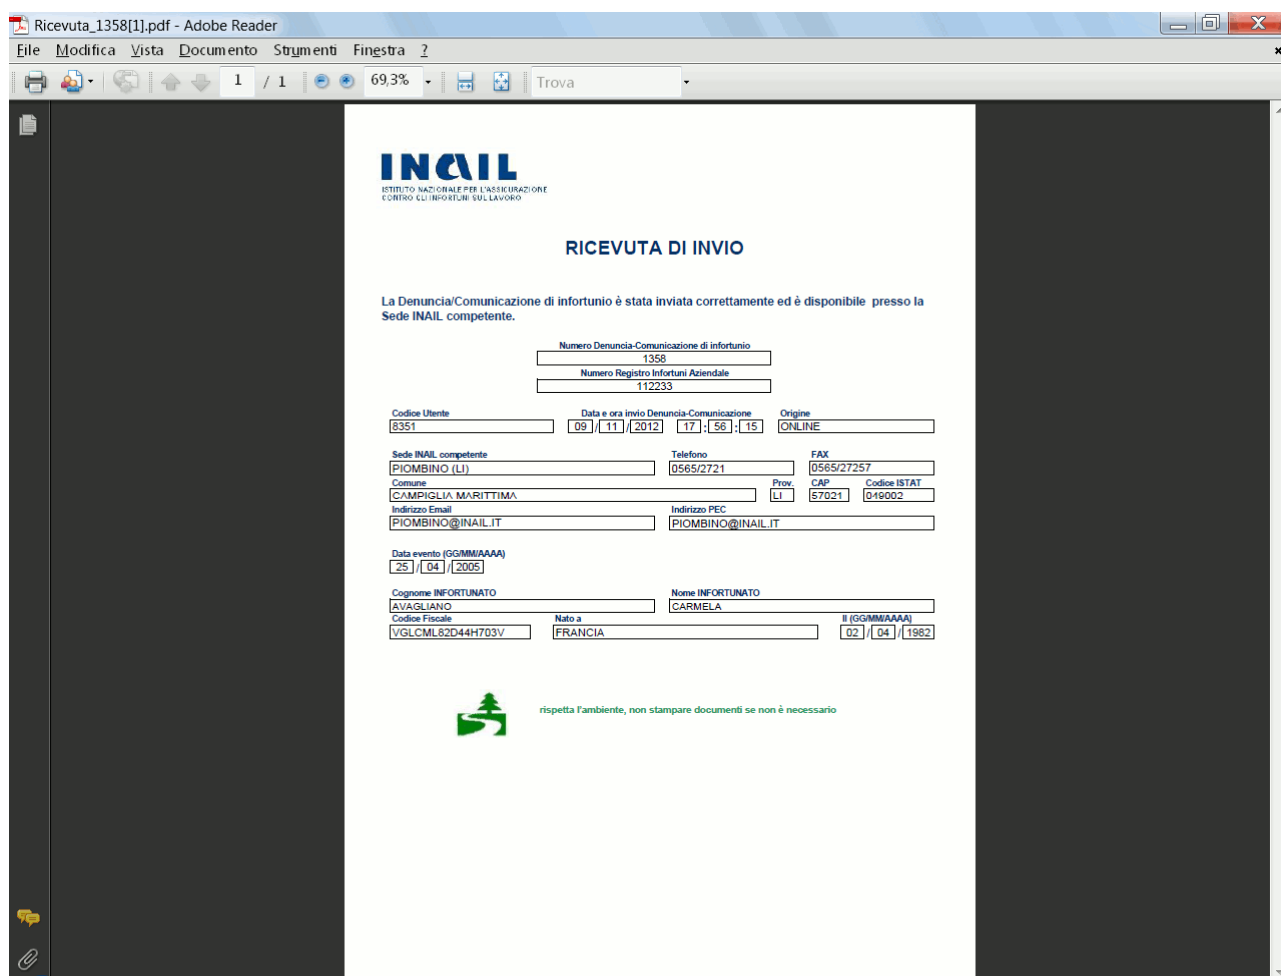 Ricevuta_1358[1].pdf - Adobe Reader
File Modifica Vista Documento Strumenti Finestra ?
1 / 1 69,3% Trova
INAIL
ISTITUTO NAZIONALE PER L'ASSICURAZIONE
CONTRO GLI INFORTUNI SUL LAVORO
RICEVUTA DI INVIO
La Denuncia/Comunicazione di infortunio è stata inviata correttamente ed è disponibile presso la
Sede INAIL competente.
Numero Denuncia-Comunicazione di infortunio
1358
Numero Registro Infortuni Aziendale
112233
Codice Utente Data e ora invio Denuncia-Comunicazione Origine
8351 09 / 11 / 2012 17 : 56 : 15 ONLINE
Sede INAIL competente Telefono FAX
PIOMBINO (LI) 0565/2721 0565/27257
Comune Prov. CAP Codice ISTAT
CAMPIGLIA MARITTIMA LI 57021 049002
Indirizzo Email Indirizzo PEC
PIOMBINO@INAIL.IT PIOMBINO@INAIL.IT
Data evento (GG/MM/AAAA)
25 / 04 / 2005
Cognome INFORTUNATO Nome INFORTUNATO
AVAGLIANO CARMELA
Codice Fiscale Nato a Il (GG/MM/AAAA)
VGLCML82D44H703V FRANCIA 02 / 04 / 1982
rispetta l'ambiente, non stampare documenti se non è necessario